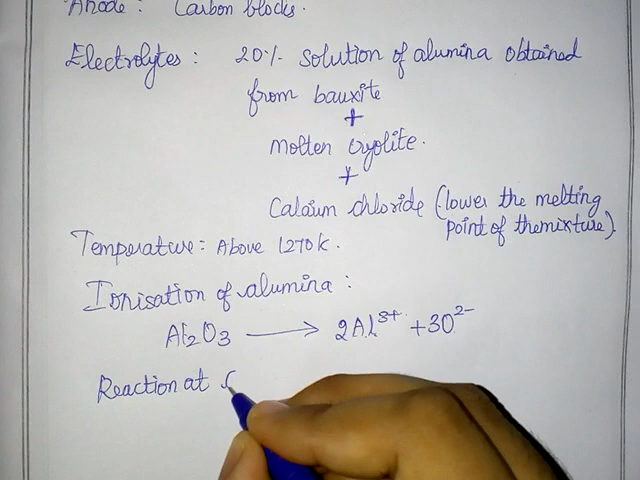 Anode: Carbon blocks.
Electrolytes: 20% solution of alumina obtained
from bauxite
+
molten cryolite.
+
Calcium chloride (lower the melting
point of the mixture)
Temperature: Above 1270k.
Ionisation of alumina:
Al2O3 ⟶ 2Al3+ + 3O2-
Reaction at